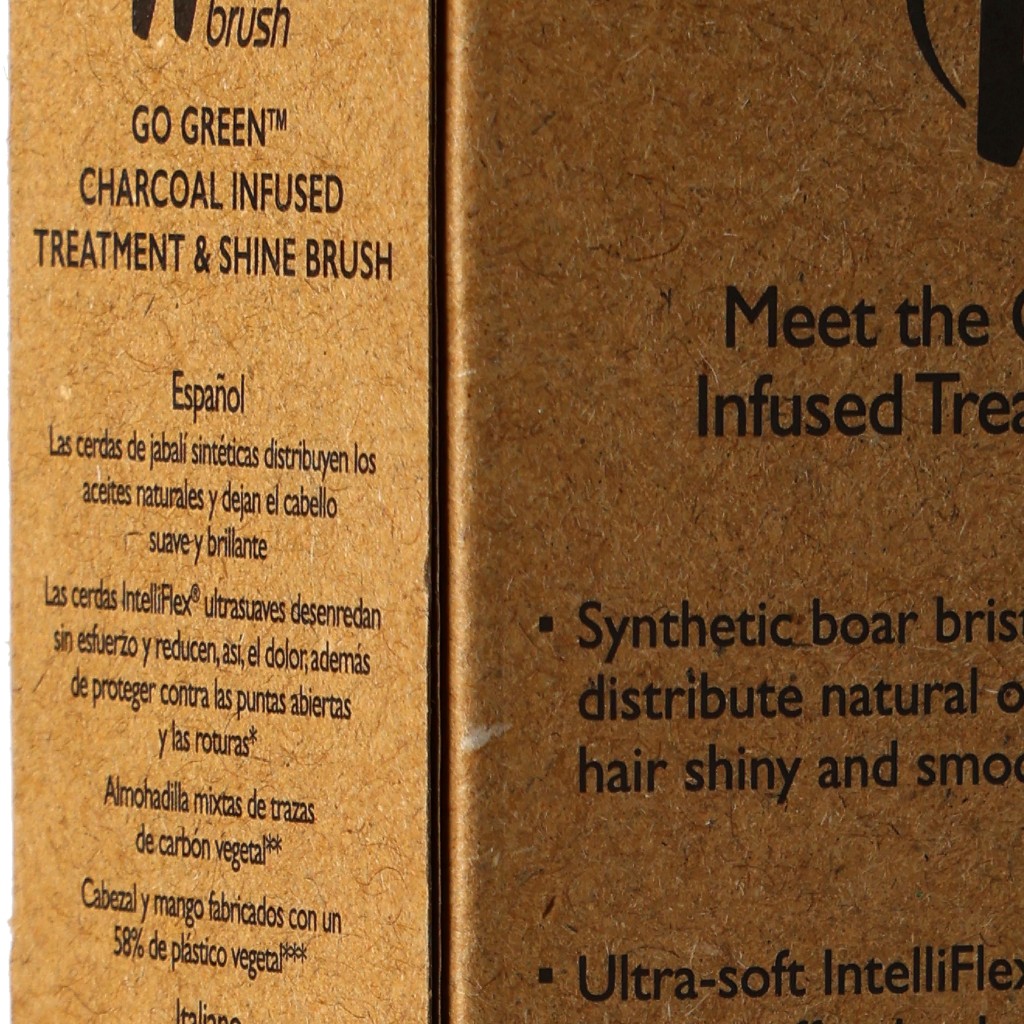 brush
GO GREEN™
CHARCOAL INFUSED
TREATMENT & SHINE BRUSH
Español
Las cerdas de jabalí sintéticas distribuyen los
aceites naturales y dejan el cabello
suave y brillante
Las cerdas IntelliFlex® ultrasuaves desenredan
sin esfuerzo y reducen, así, el dolor, además
de proteger contra las puntas abiertas
y las roturas*
Almohadilla mixtas de trazas
de carbón vegetal**
Cabezal y mango fabricados con un
58% de plástico vegetal***
Italiano
Meet the
Infused
▪ Synthetic boar
distribute natural
hair shiny and
▪ Ultra-soft IntelliFlex